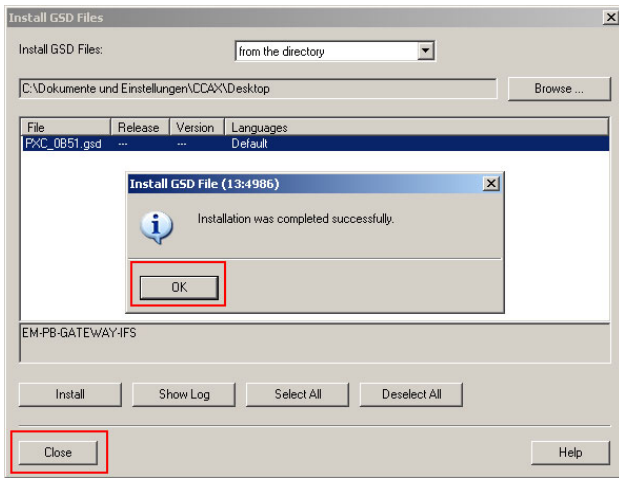 Install GSD Files
Install GSD Files:
from the directory
C:\Dokumente und Einstellungen\CCAX\Desktop
Browse ...
File Release Version Languages
PXC_0B51.gsd --- --- Default
Install GSD File (13:4986)
Installation was completed successfully.
OK
EM-PB-GATEWAY-IFS
Install Show Log Select All Deselect All
Close Help